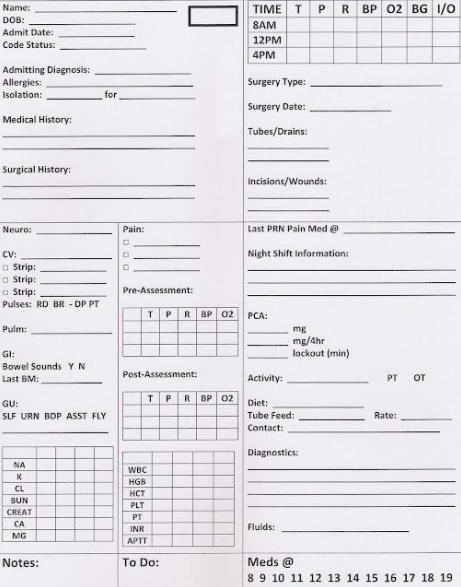 Name:
DOB:
Admit Date:
Code Status:
Admitting Diagnosis:
Allergies:
Isolation: for
Medical History:
Surgical History:
TIME T P R BP O2 BG I/O
8AM
12PM
4PM
Surgery Type:
Surgery Date:
Tubes/Drains:
Incisions/Wounds:
Neuro:
CV:
□ Strip:
□ Strip:
□ Strip:
Pulses: RD BR - DP PT
Pulm:
GI:
Bowel Sounds Y N
Last BM:
GU:
SLF URN BDP ASST FLY
NA
K
CL
BUN
CREAT
CA
MG
Pain:
□
□
□
Pre-Assessment:
T P R BP O2
Post-Assessment:
T P R BP O2
WBC
HGB
HCT
PLT
PT
INR
APTT
Last PRN Pain Med @
Night Shift Information:
PCA:
mg
mg/4hr
lockout (min)
Activity: PT OT
Diet:
Tube Feed: Rate:
Contact:
Diagnostics:
Fluids:
Notes:
To Do:
Meds @
8 9 10 11 12 13 14 15 16 17 18 19